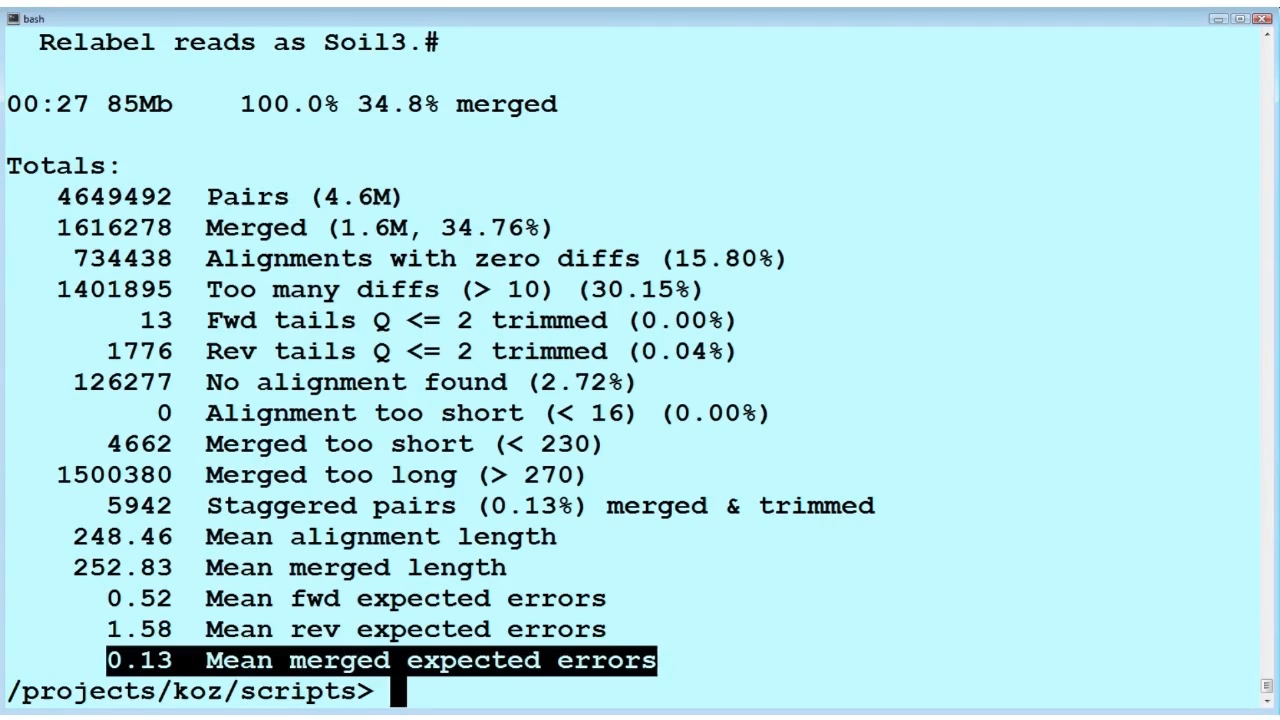 bash
Relabel reads as Soil3.#
00:27 85Mb    100.0% 34.8% merged
Totals:
4649492  Pairs (4.6M)
1616278  Merged (1.6M, 34.76%)
734438  Alignments with zero diffs (15.80%)
1401895  Too many diffs (> 10) (30.15%)
13  Fwd tails Q <= 2 trimmed (0.00%)
1776  Rev tails Q <= 2 trimmed (0.04%)
126277  No alignment found (2.72%)
0  Alignment too short (< 16) (0.00%)
4662  Merged too short (< 230)
1500380  Merged too long (> 270)
5942  Staggered pairs (0.13%) merged & trimmed
248.46  Mean alignment length
252.83  Mean merged length
0.52  Mean fwd expected errors
1.58  Mean rev expected errors
0.13  Mean merged expected errors
/projects/koz/scripts>